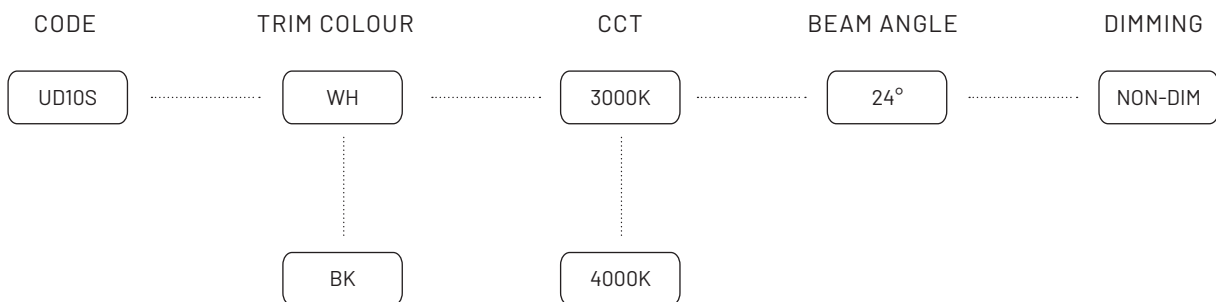 CODE TRIM COLOUR CCT BEAM ANGLE DIMMING
UD10S WH 3000K 24° NON-DIM
BK 4000K